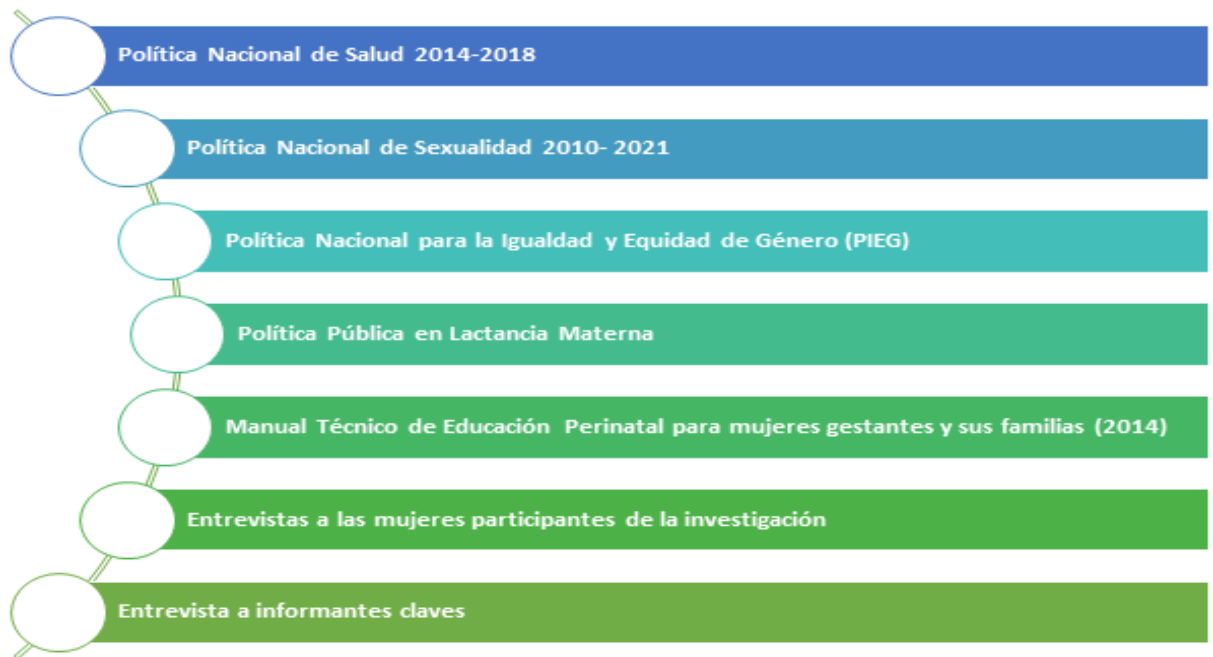 Política Nacional de Salud 2014-2018
Política Nacional de Sexualidad 2010- 2021
Política Nacional para la Igualdad y Equidad de Género (PIEG)
Política Pública en Lactancia Materna
Manual Técnico de Educación Perinatal para mujeres gestantes y sus familias (2014)
Entrevistas a las mujeres participantes de la investigación
Entrevista a informantes claves